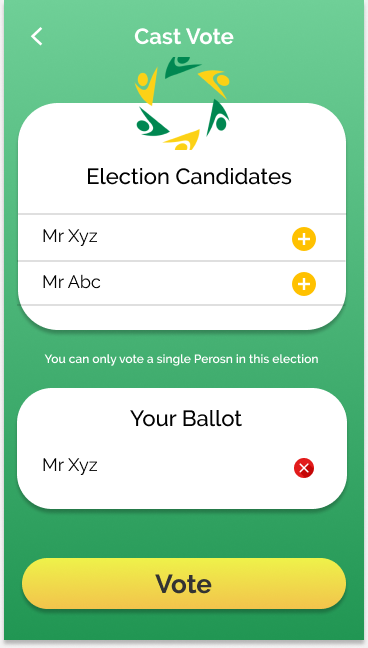 Cast Vote
Election Candidates
Mr Xyz
Mr Abc
You can only vote a single Perosn in this election
Your Ballot
Mr Xyz
Vote